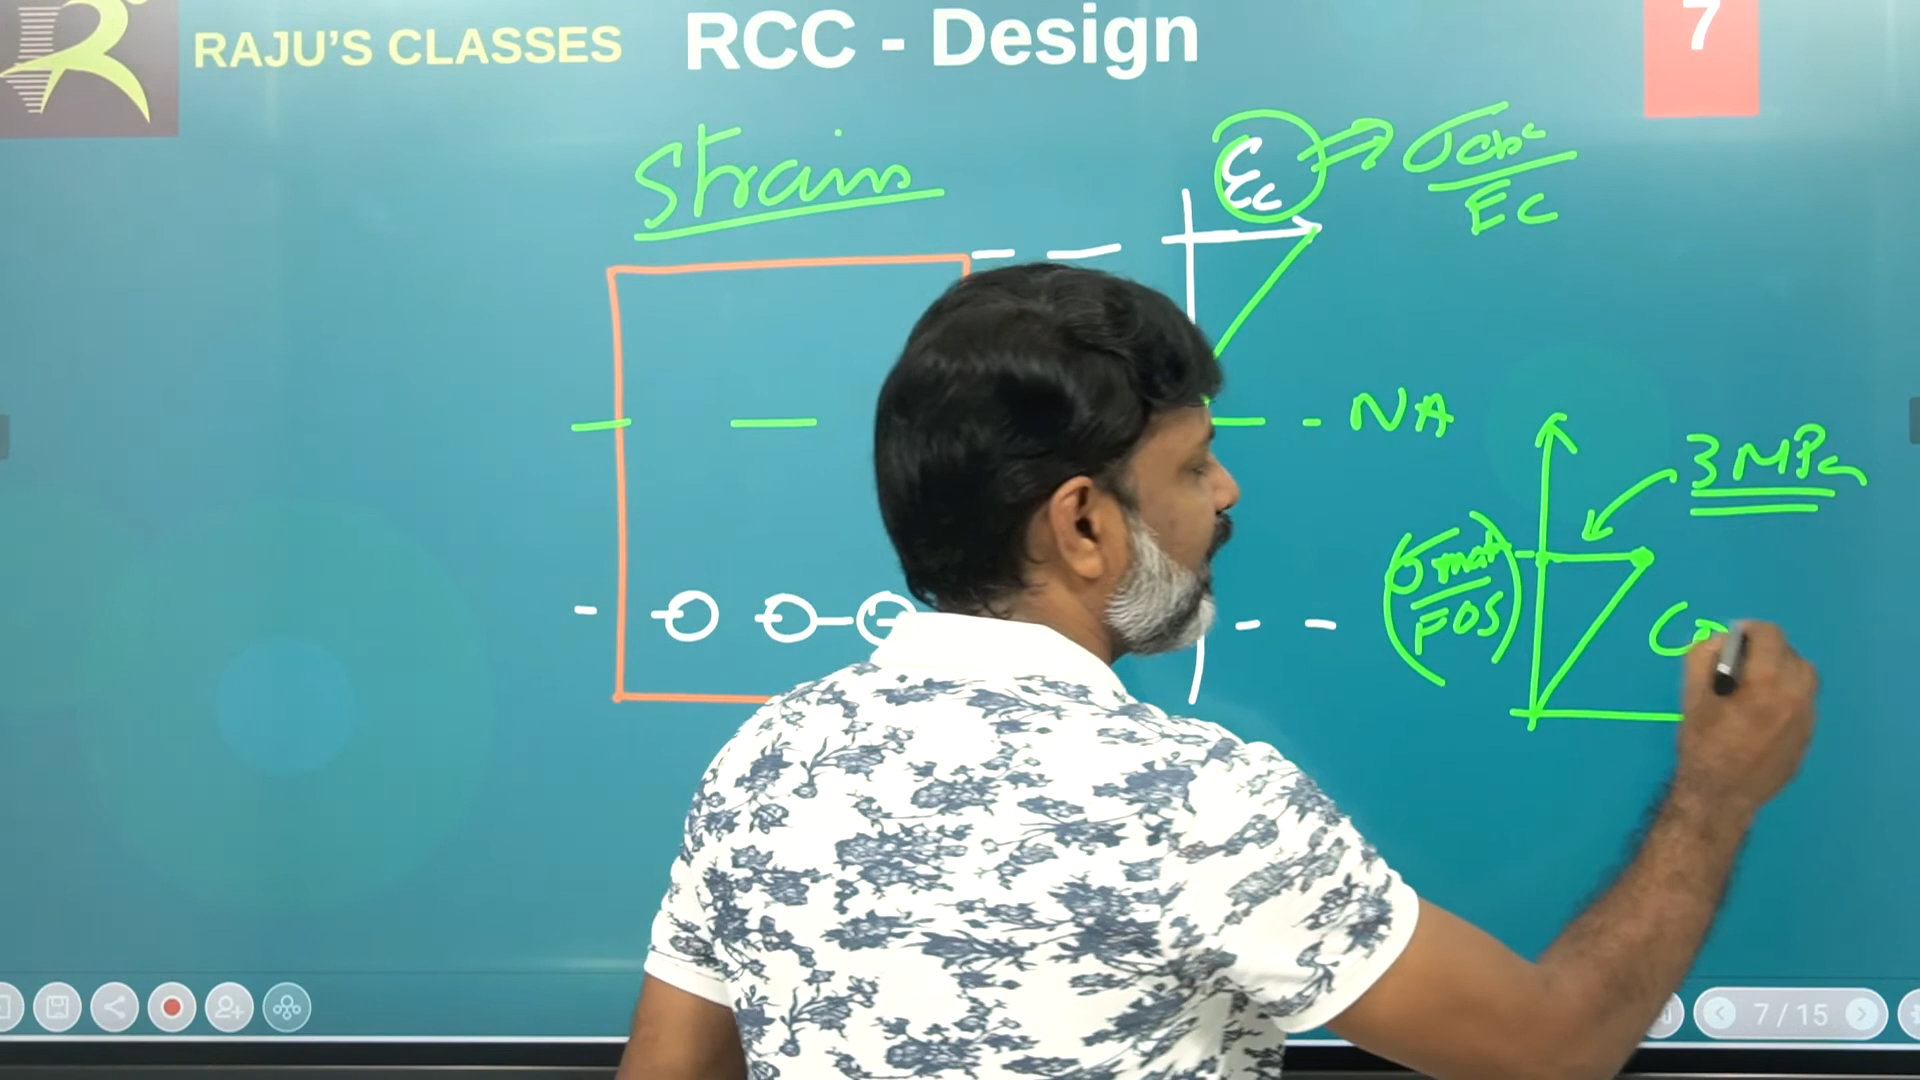 RAJU'S CLASSES
RCC - Design
7
Strain
εc
σcbc
Ec
NA
3 MPa
(σmax
FOS)
7 / 15